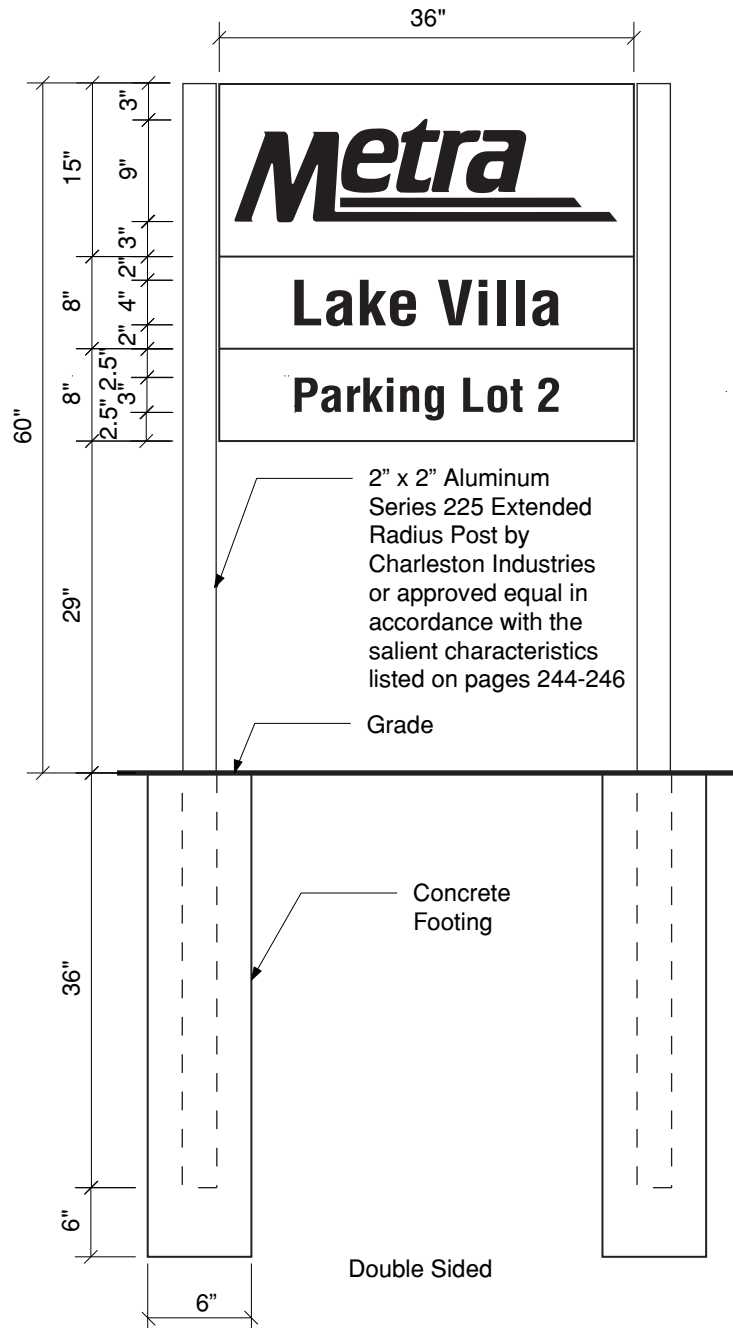 36"
60"
15"
3"
9"
3"
8"
2"
4"
2"
8"
2.5"
3"
2.5"
29"
Metra
Lake Villa
Parking Lot 2
2” x 2” Aluminum
Series 225 Extended
Radius Post by
Charleston Industries
or approved equal in
accordance with the
salient characteristics
listed on pages 244-246
Grade
Concrete
Footing
36"
6"
Double Sided
6”